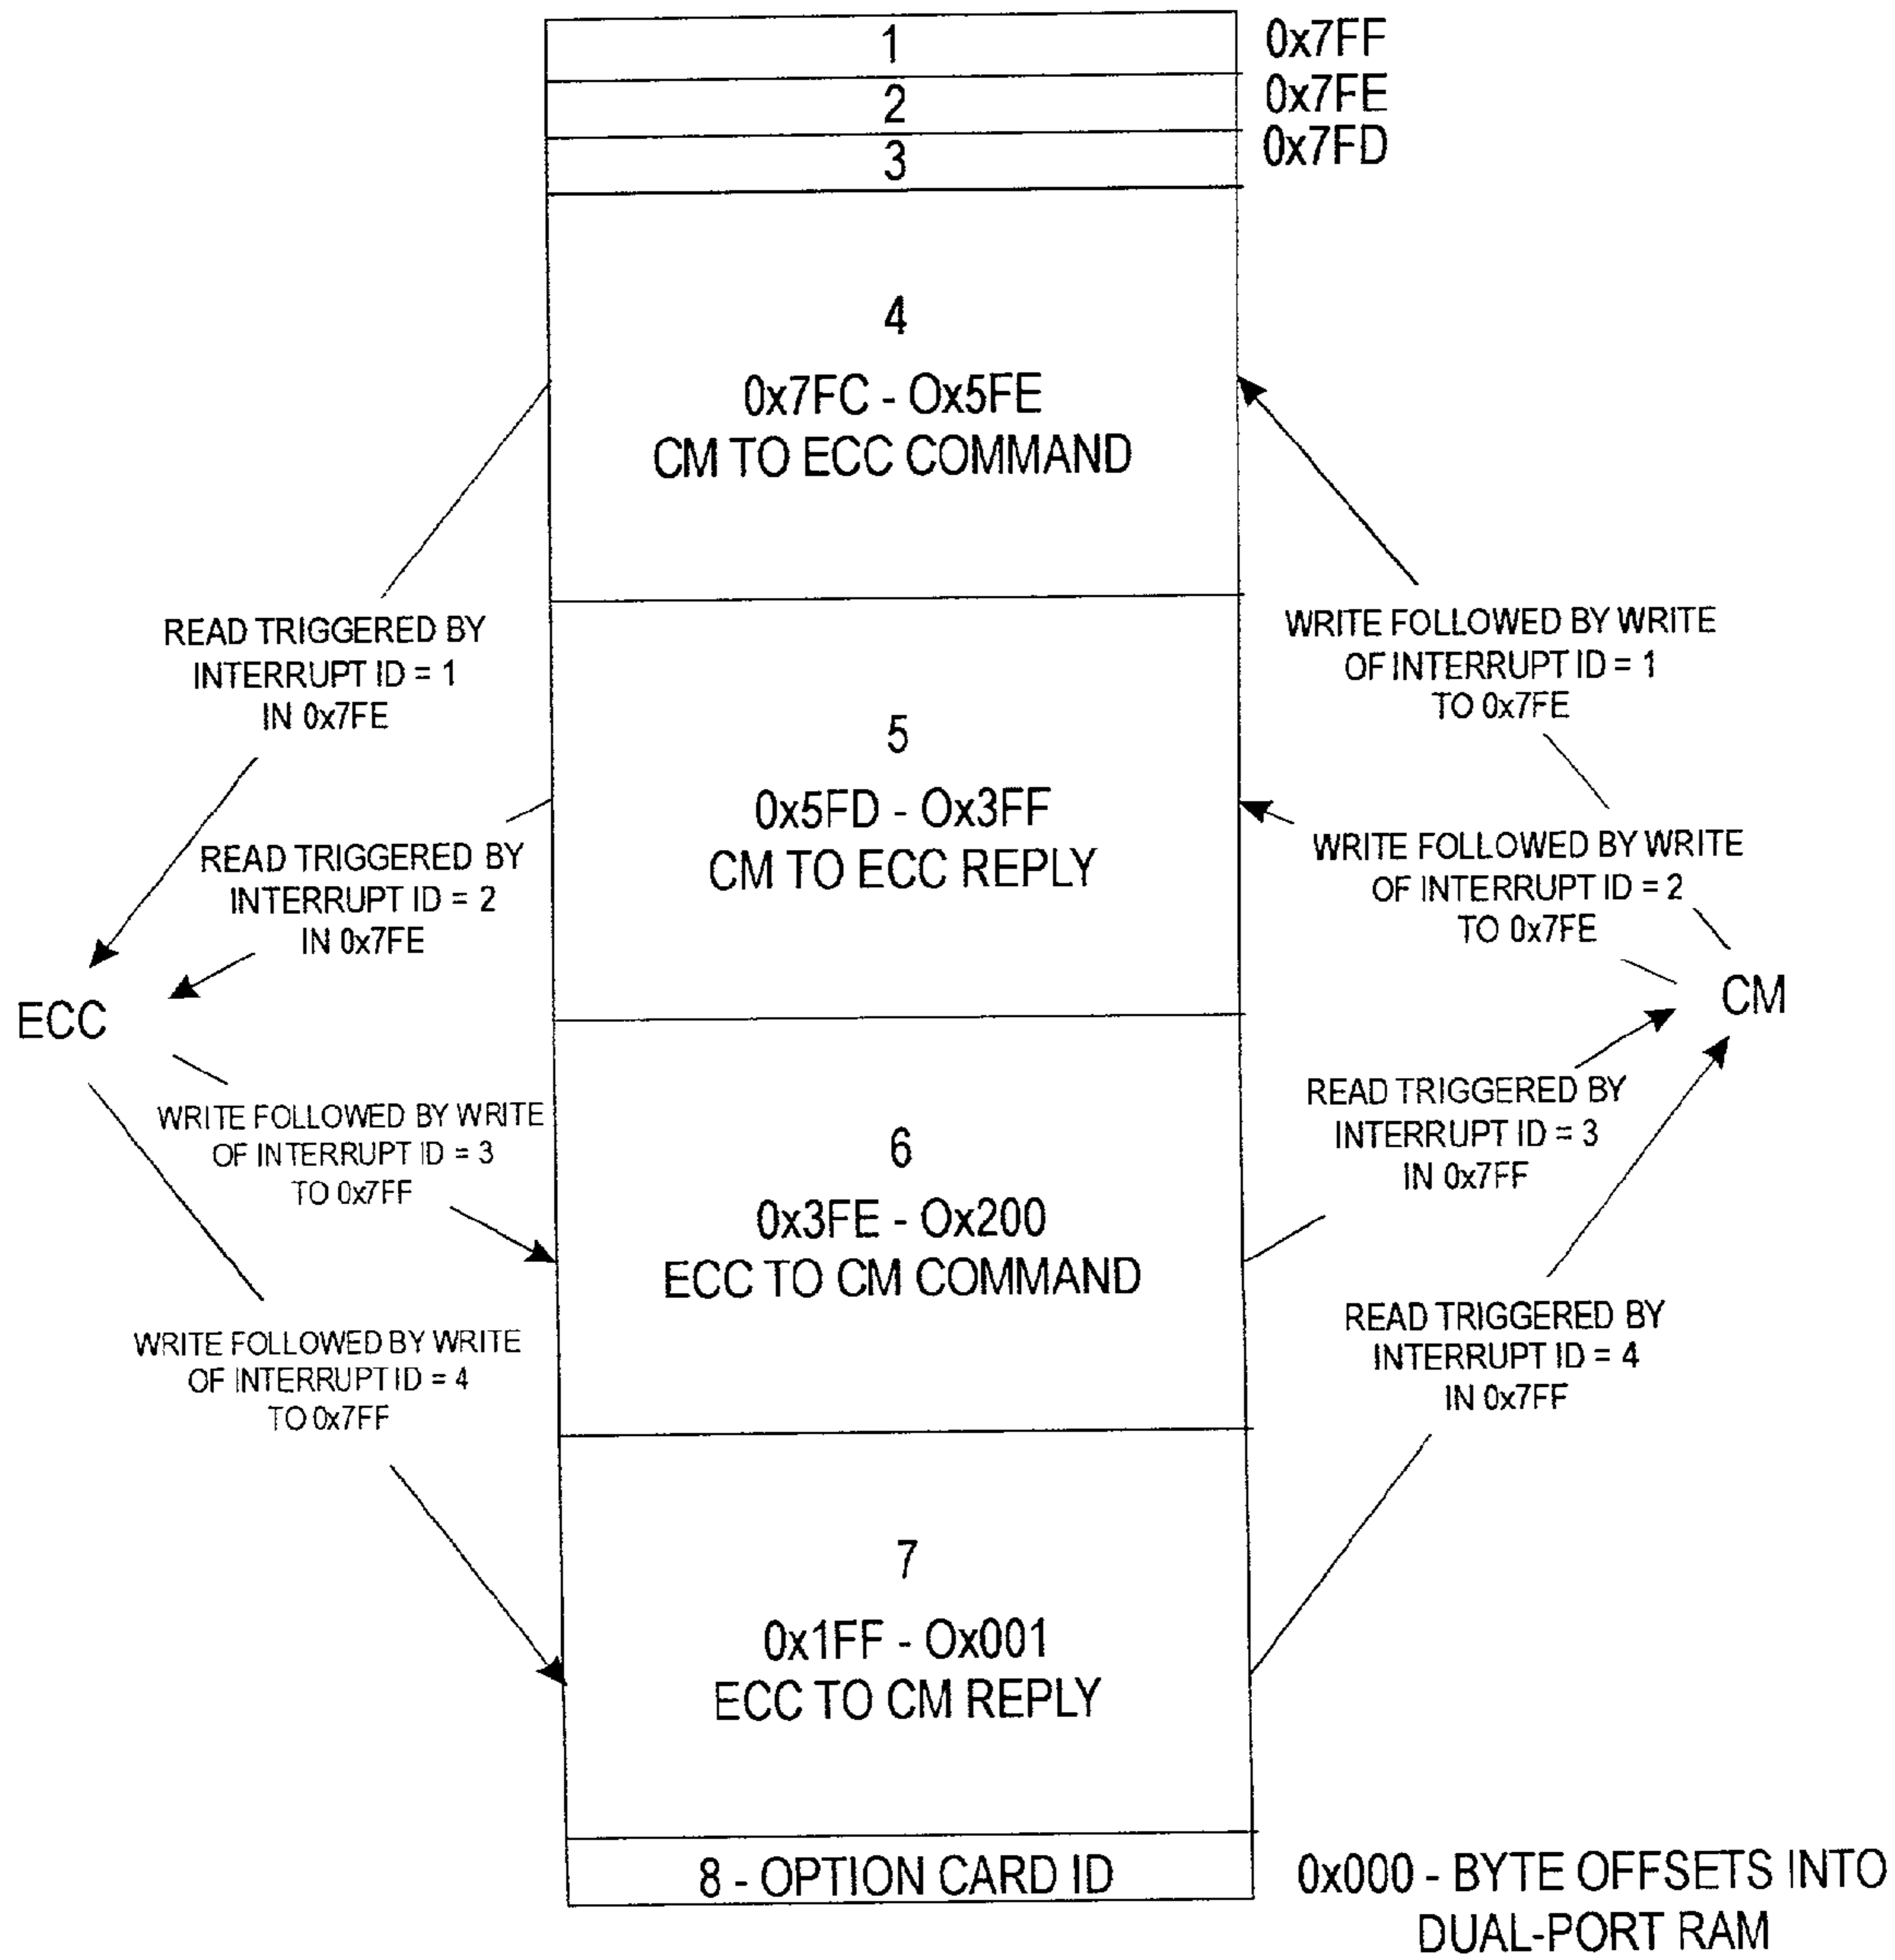 1
0x7FF
2
0x7FE
3
0x7FD
4
0x7FC - Ox5FE
CM TO ECC COMMAND
READ TRIGGERED BY
INTERRUPT ID = 1
IN 0x7FE
WRITE FOLLOWED BY WRITE
OF INTERRUPT ID = 1
TO 0x7FE
5
0x5FD - Ox3FF
CM TO ECC REPLY
READ TRIGGERED BY
INTERRUPT ID = 2
IN 0x7FE
WRITE FOLLOWED BY WRITE
OF INTERRUPT ID = 2
TO 0x7FE
ECC
CM
WRITE FOLLOWED BY WRITE
OF INTERRUPT ID = 3
TO 0x7FF
6
0x3FE - Ox200
ECC TO CM COMMAND
READ TRIGGERED BY
INTERRUPT ID = 3
IN 0x7FF
WRITE FOLLOWED BY WRITE
OF INTERRUPT ID = 4
TO 0x7FF
READ TRIGGERED BY
INTERRUPT ID = 4
IN 0x7FF
7
0x1FF - Ox001
ECC TO CM REPLY
8 - OPTION CARD ID
0x000 - BYTE OFFSETS INTO
DUAL-PORT RAM